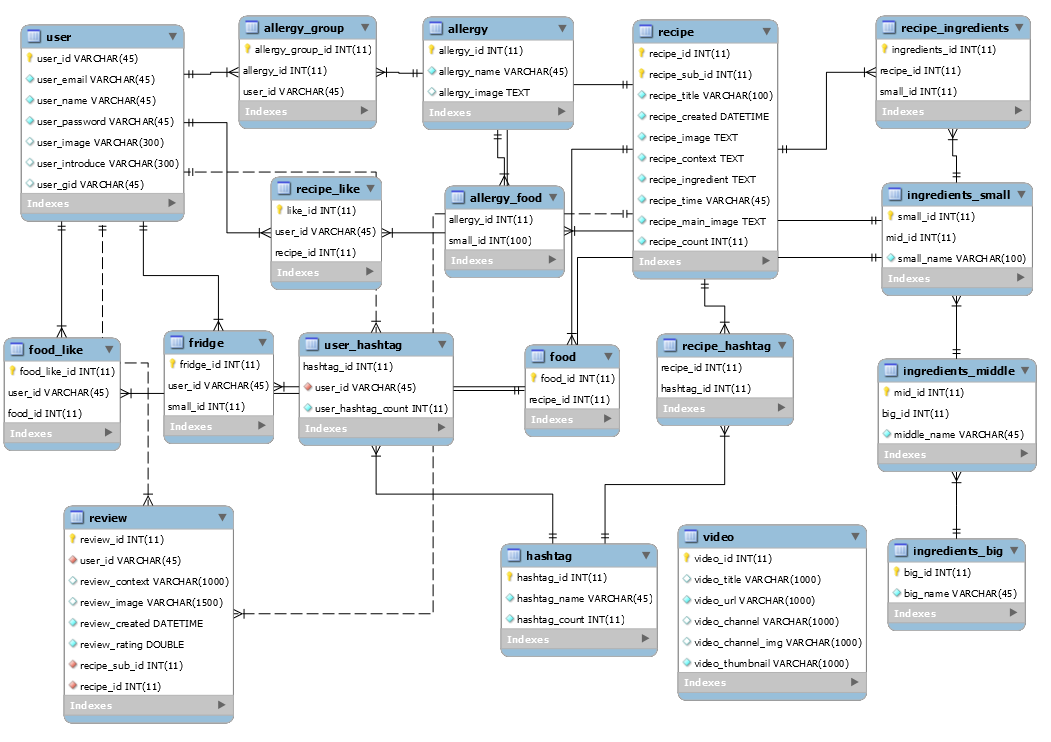 user
user_id VARCHAR(45)
user_email VARCHAR(45)
user_name VARCHAR(45)
user_password VARCHAR(45)
user_image VARCHAR(300)
user_introduce VARCHAR(300)
user_gid VARCHAR(45)
Indexes
allergy_group
allergy_group_id INT(11)
allergy_id INT(11)
user_id VARCHAR(45)
Indexes
allergy
allergy_id INT(11)
allergy_name VARCHAR(45)
allergy_image TEXT
Indexes
recipe
recipe_id INT(11)
recipe_sub_id INT(11)
recipe_title VARCHAR(100)
recipe_created DATETIME
recipe_image TEXT
recipe_context TEXT
recipe_ingredient TEXT
recipe_time VARCHAR(45)
recipe_main_image TEXT
recipe_count INT(11)
Indexes
recipe_ingredients
ingredients_id INT(11)
recipe_id INT(11)
small_id INT(11)
Indexes
recipe_like
like_id INT(11)
user_id VARCHAR(45)
recipe_id INT(11)
Indexes
allergy_food
allergy_id INT(11)
small_id INT(100)
Indexes
ingredients_small
small_id INT(11)
mid_id INT(11)
small_name VARCHAR(100)
Indexes
food_like
food_like_id INT(11)
user_id VARCHAR(45)
food_id INT(11)
Indexes
fridge
fridge_id INT(11)
user_id VARCHAR(45)
small_id INT(11)
Indexes
user_hashtag
hashtag_id INT(11)
user_id VARCHAR(45)
user_hashtag_count INT(11)
Indexes
food
food_id INT(11)
recipe_id INT(11)
Indexes
recipe_hashtag
recipe_id INT(11)
hashtag_id INT(11)
Indexes
ingredients_middle
mid_id INT(11)
big_id INT(11)
middle_name VARCHAR(45)
Indexes
review
review_id INT(11)
user_id VARCHAR(45)
review_context VARCHAR(1000)
review_image VARCHAR(1500)
review_created DATETIME
review_rating DOUBLE
recipe_sub_id INT(11)
recipe_id INT(11)
Indexes
hashtag
hashtag_id INT(11)
hashtag_name VARCHAR(45)
hashtag_count INT(11)
Indexes
video
video_id INT(11)
video_title VARCHAR(1000)
video_url VARCHAR(1000)
video_channel VARCHAR(1000)
video_channel_img VARCHAR(1000)
video_thumbnail VARCHAR(1000)
Indexes
ingredients_big
big_id INT(11)
big_name VARCHAR(45)
Indexes